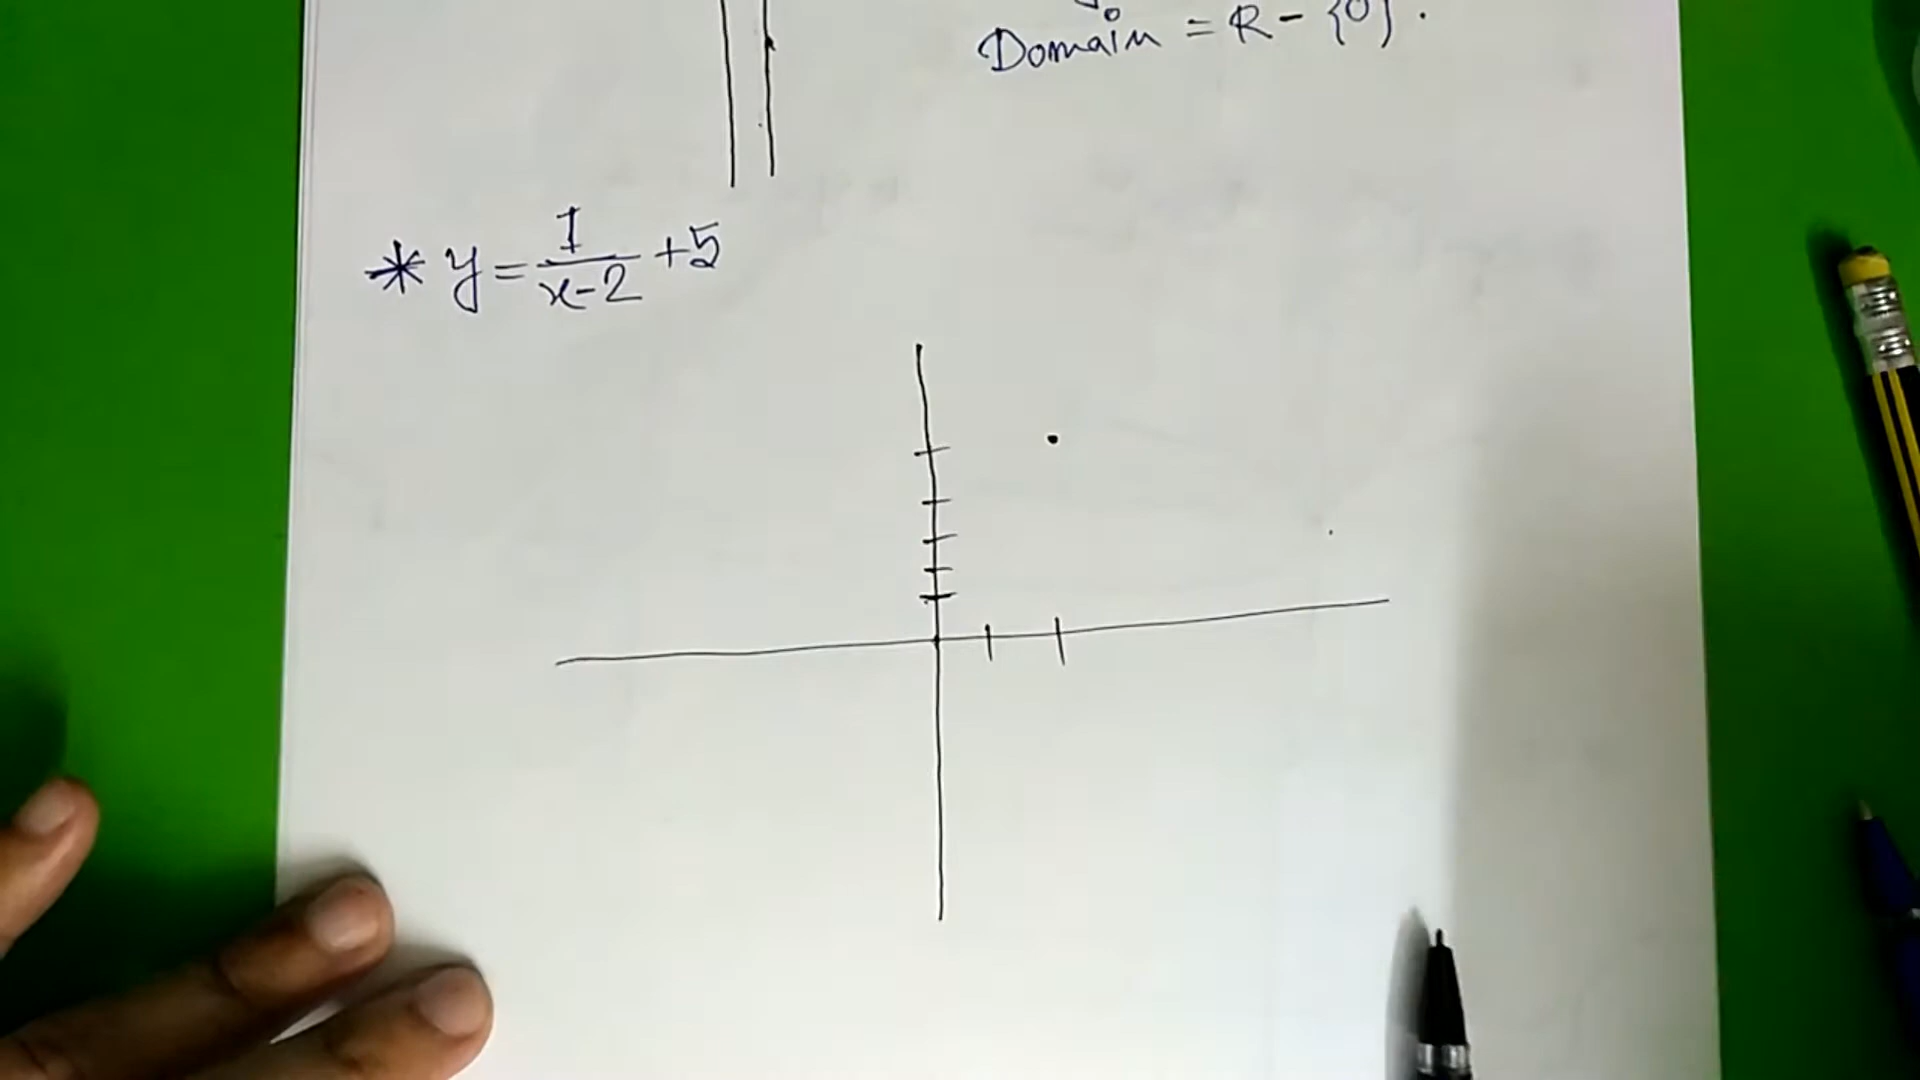 Domain = R - {0}.
* y = 1/(x-2) + 5